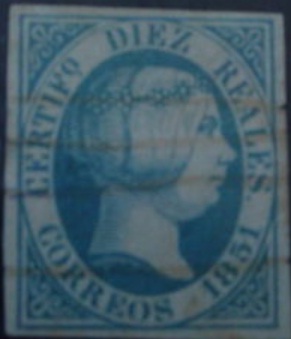 CERTIFº DIEZ REALES.
CORREOS 1851